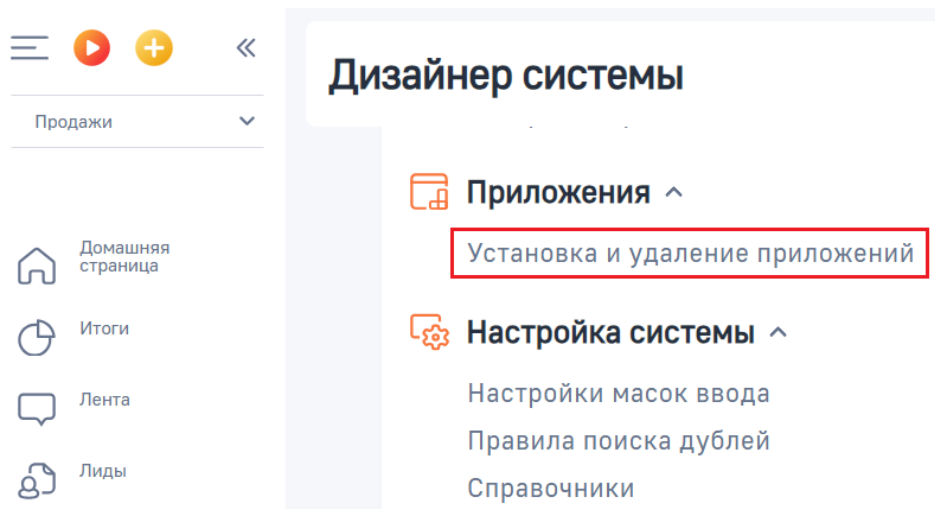 Продажи
Домашняя
страница
Итоги
Лента
Лиды
Дизайнер системы
Приложения
Установка и удаление приложений
Настройка системы
Настройки масок ввода
Правила поиска дублей
Справочники